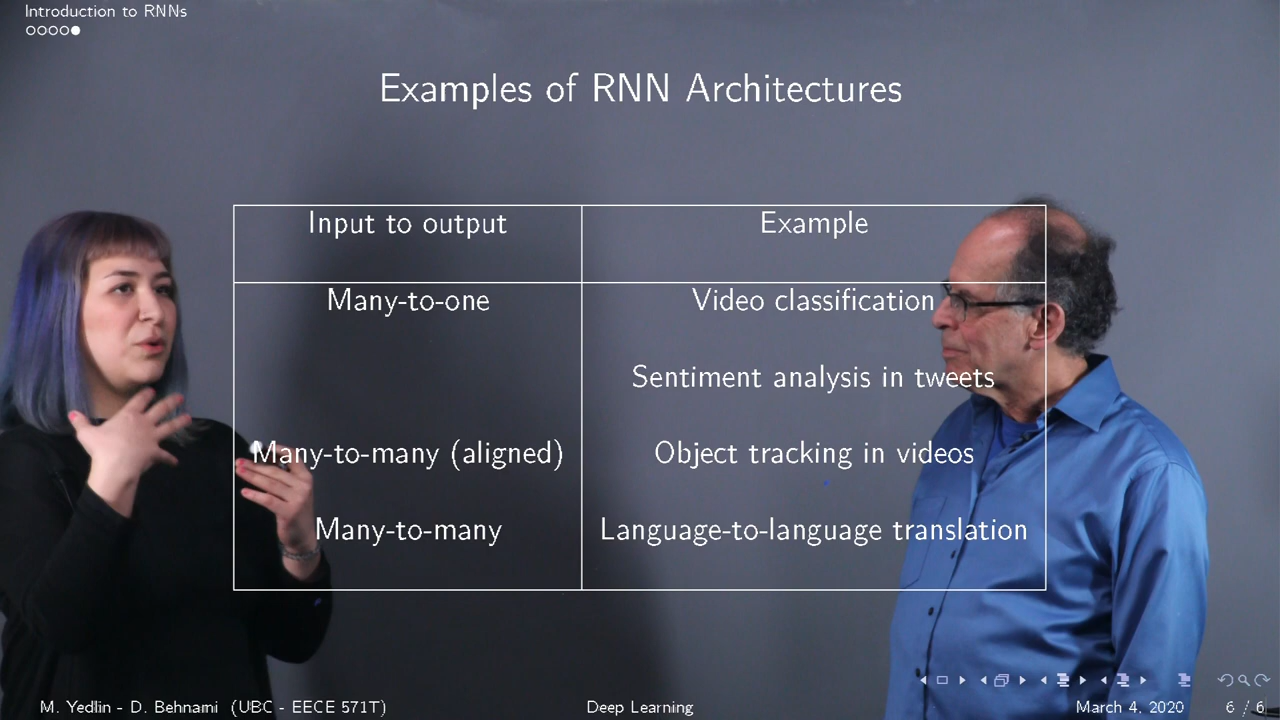 Introduction to RNNs
Examples of RNN Architectures
Input to output Example
Many-to-one Video classification
Sentiment analysis in tweets
Many-to-many (aligned) Object tracking in videos
Many-to-many Language-to-language translation
M. Yedlin - D. Behnami (UBC - EECE 571T) Deep Learning March 4, 2020 6 / 6